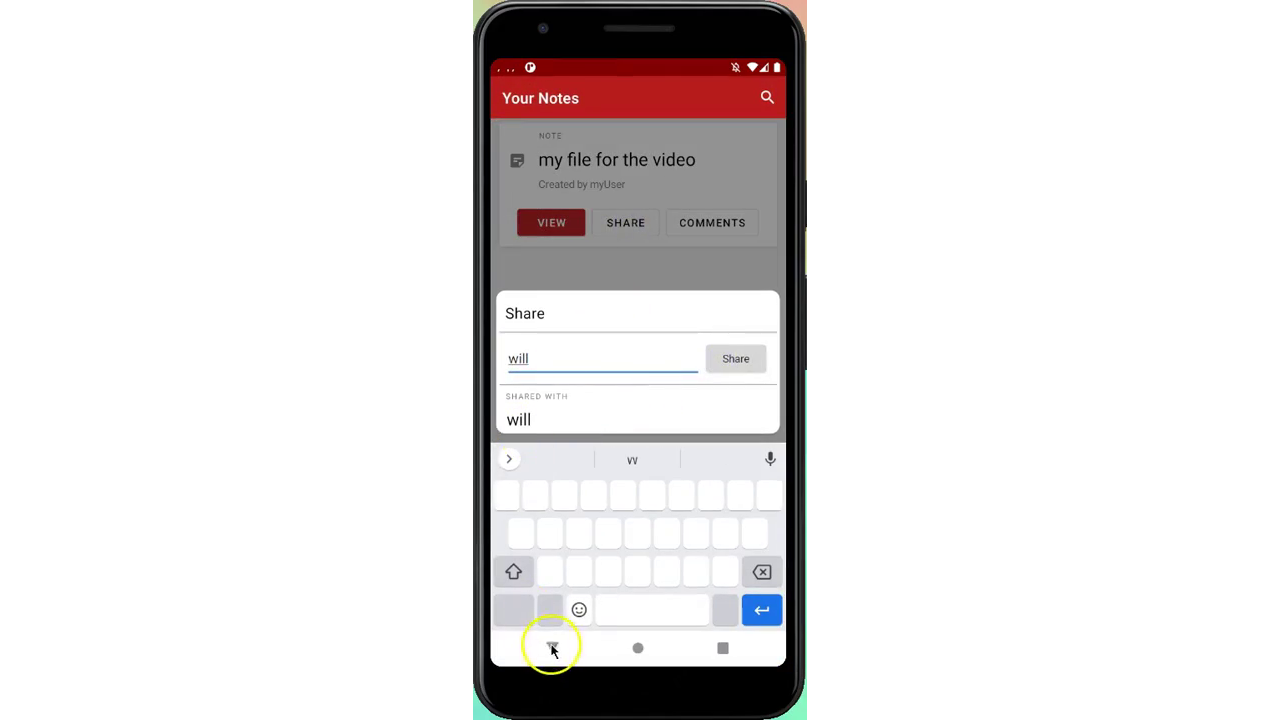 Your Notes
NOTE
my file for the video
Created by myUser
VIEW SHARE COMMENTS
Share
will Share
SHARED WITH
will